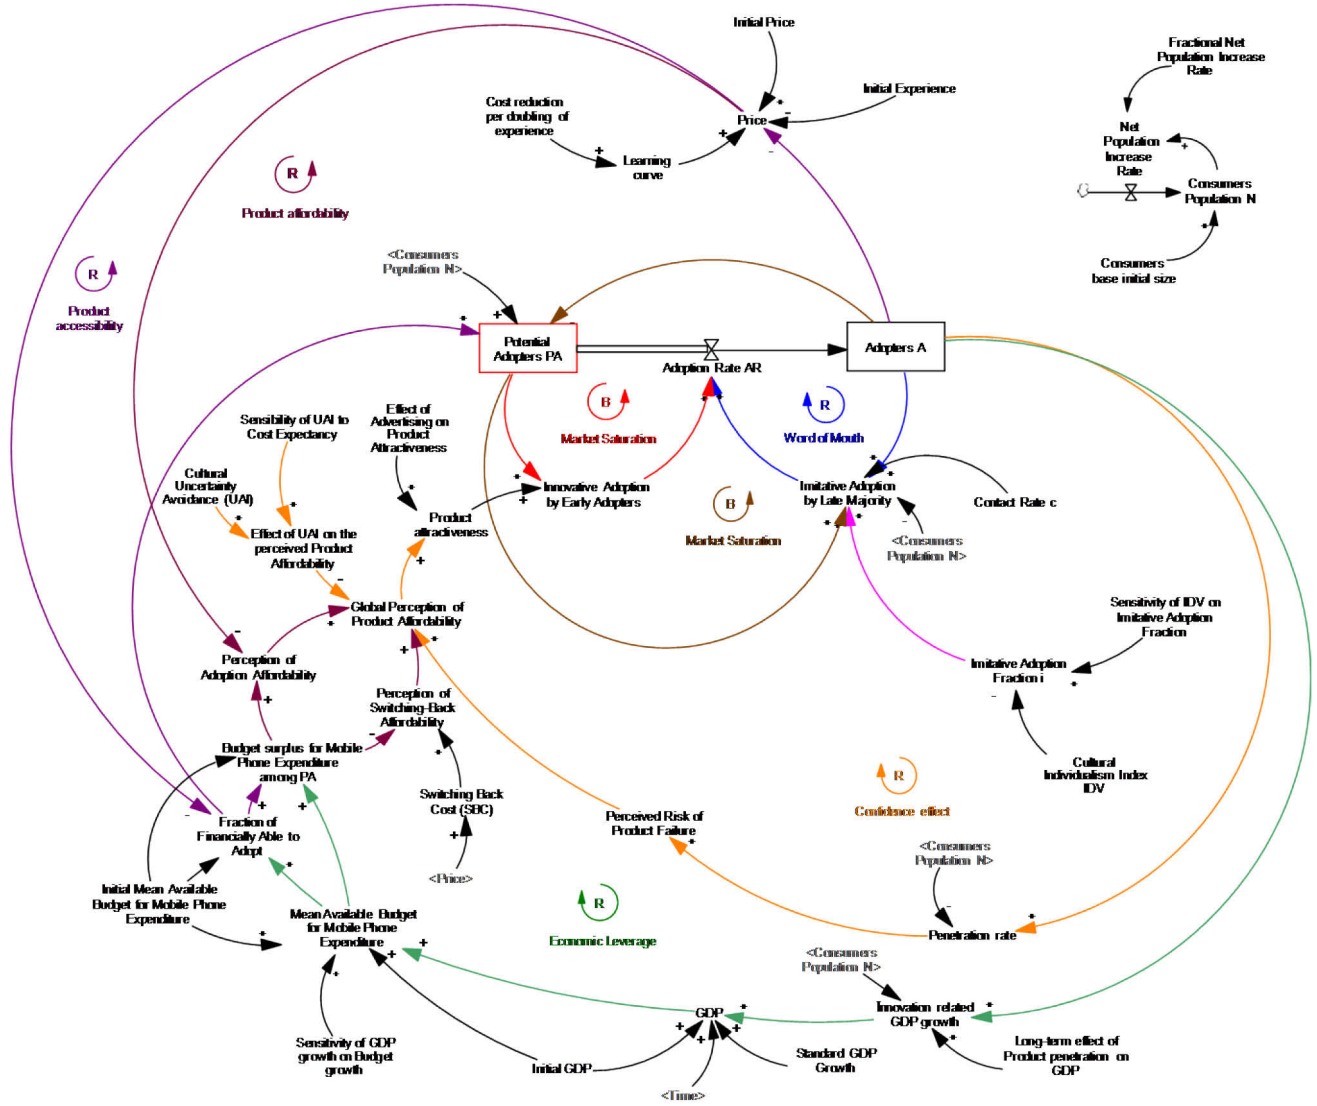 Initial Price
Fractional Net
Population Increase
Rate
Initial Experience
Cost reduction
per doubling of
experience
Price
Learning
curve
Net
Population
Increase
Rate
Consumers
Population N
Consumers
base initial size
R
Product affordability
R
Product
accessibility
<Consumers
Population N>
Potential
Adopters PA
Adoption Rate AR
Adopters A
B
Market Saturation
R
Word of Mouth
Sensibility of UAI to
Cost Expectancy
Effect of
Advertising on
Product
Attractiveness
Cultural
Uncertainty
Avoidance (UAI)
Innovative Adoption
by Early Adopters
Imitative Adoption
by Late Majority
Contact Rate c
B
Market Saturation
<Consumers
Population N>
Product
attractiveness
Effect of UAI on the
perceived Product
Affordability
Global Perception of
Product Affordability
Sensitivity of IDV on
Imitative Adoption
Fraction
Perception of
Adoption Affordability
Imitative Adoption
Fraction i
Perception of
Switching-Back
Affordability
Budget surplus for Mobile
Phone Expenditure
among PA
Cultural
Individualism Index
IDV
R
Confidence effect
Switching Back
Cost (SBC)
Perceived Risk of
Product Failure
Fraction of
Financially Able to
Adopt
<Price>
<Consumers
Population N>
Initial Mean Available
Budget for Mobile Phone
Expenditure
Mean Available Budget
for Mobile Phone
Expenditure
R
Economic Leverage
Penetration rate
<Consumers
Population N>
GDP
Innovation related
GDP growth
Sensitivity of GDP
growth on Budget
growth
Initial GDP
Standard GDP
Growth
Long-term effect of
Product penetration on
GDP
<Time>